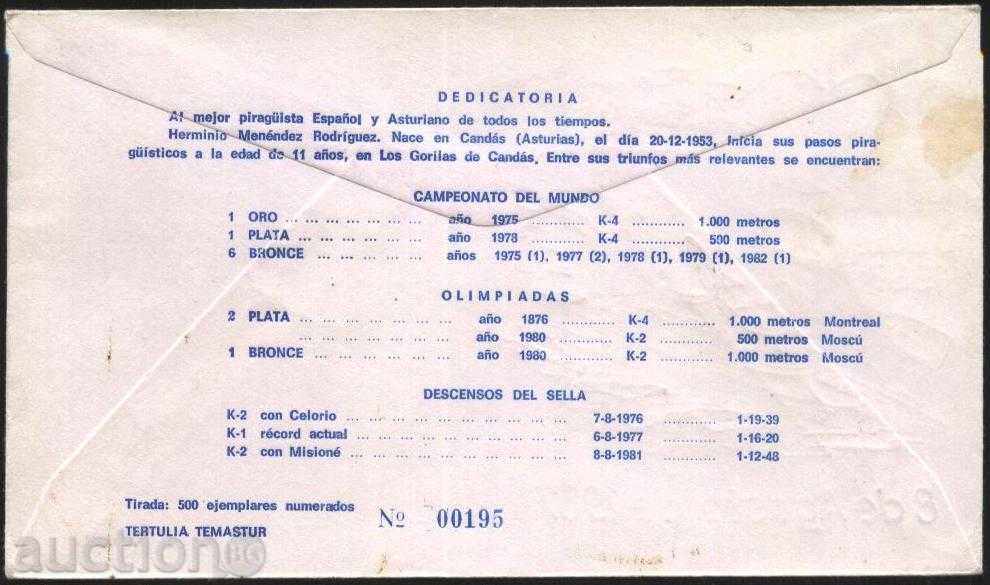 DEDICATORIA
Al mejor piragüista Español y Asturiano de todos los tiempos.
Herminio Menéndez Rodríguez. Nace en Candás (Asturias), el día 20-12-1953, inicia sus pasos pira-
güísticos a la edad de 11 años, en Los Gorilas de Candás. Entre sus triunfos más relevantes se encuentran:
CAMPEONATO DEL MUNDO
1 ORO ... ... ... ... ... ... ... año 1975 ............ K-4 ............ 1.000 metros
1 PLATA ... ... ... ... ... ... año 1978 ............ K-4 ............ 500 metros
6 BRONCE ... ... ... ... ... años 1975 (1), 1977 (2), 1978 (1), 1979 (1), 1982 (1)
OLIMPIADAS
2 PLATA ... ... ... ... ... ... ... año 1876 ............ K-4 ............ 1.000 metros Montreal
... ... ... ... ... ... año 1980 ............ K-2 ............ 500 metros Moscú
1 BRONCE ... ... ... ... ... ... año 1980 ............ K-2 ............ 1.000 metros Moscú
DESCENSOS DEL SELLA
K-2 con Celorio ... ... ... ... ... ... ... ... ... ... 7-8-1976 ............ 1-19-39
K-1 récord actual ... ... ... ... ... ... ... ... ... ... 6-8-1977 ............ 1-16-20
K-2 con Misioné ... ... ... ... ... ... ... ... ... ... 8-8-1981 ............ 1-12-48
Tirada: 500 ejemplares numerados
Nº 00195
TERTULIA TEMASTUR
auction BG